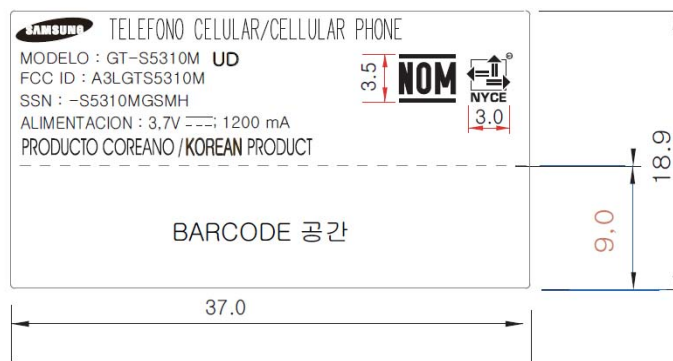 SAMSUNG TELEFONO CELULAR/CELLULAR PHONE
MODELO : GT-S5310M UD
FCC ID : A3LGTS5310M
SSN : -S5310MGSMH
ALIMENTACION : 3,7V ⎓; 1200 mA
PRODUCTO COREANO / KOREAN PRODUCT
3.5
NOM
NYCE
3.0
BARCODE 공간
18.9
9,0
37.0